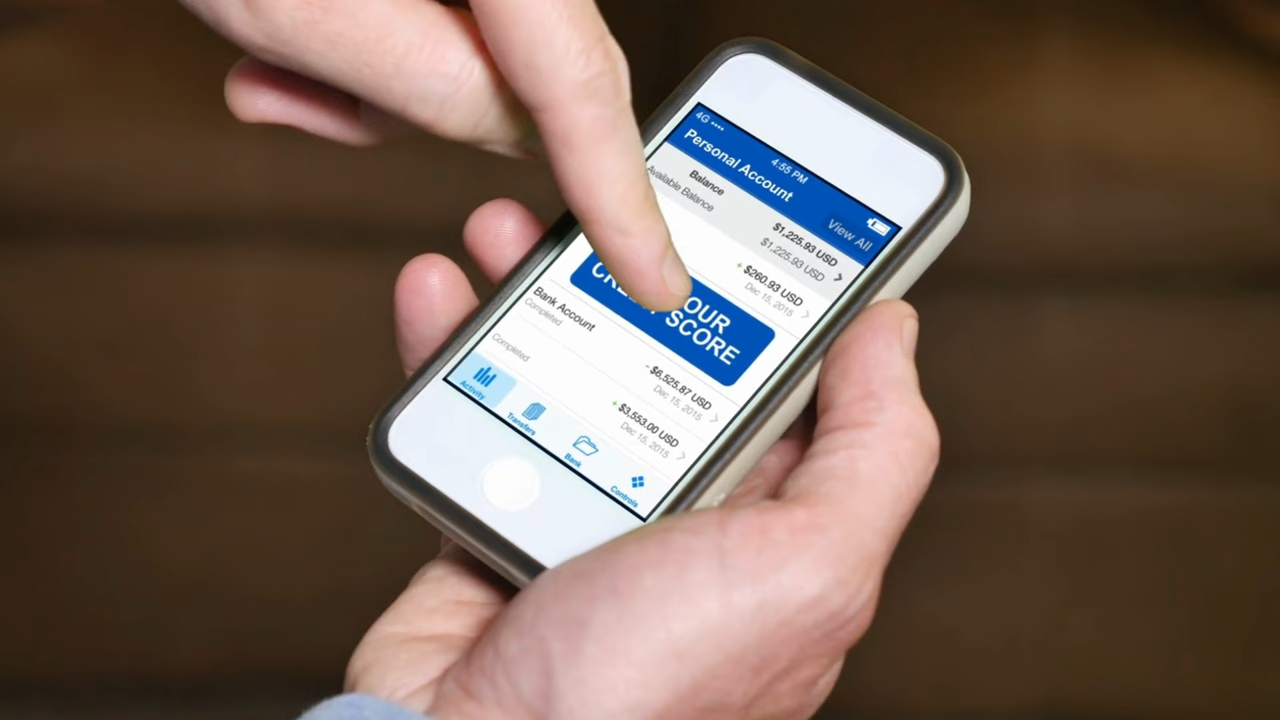 4G
4:55 PM
Personal Account
View All
Balance
$1,225.93 USD
Available Balance
$1,225.93 USD
+ $260.93 USD
Dec 15, 2015
OUR
SCORE
Bank Account
- $6,525.87 USD
Completed
Dec 15, 2015
+ $3,553.00 USD
Completed
Dec 15, 2015
Activity
Transfers
Bank
Controls